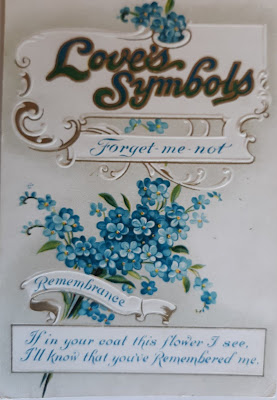 Love's
Symbols
Forget-me-not
Remembrance
If in your coat this flower I see,
I'll know that you've Remembered me.